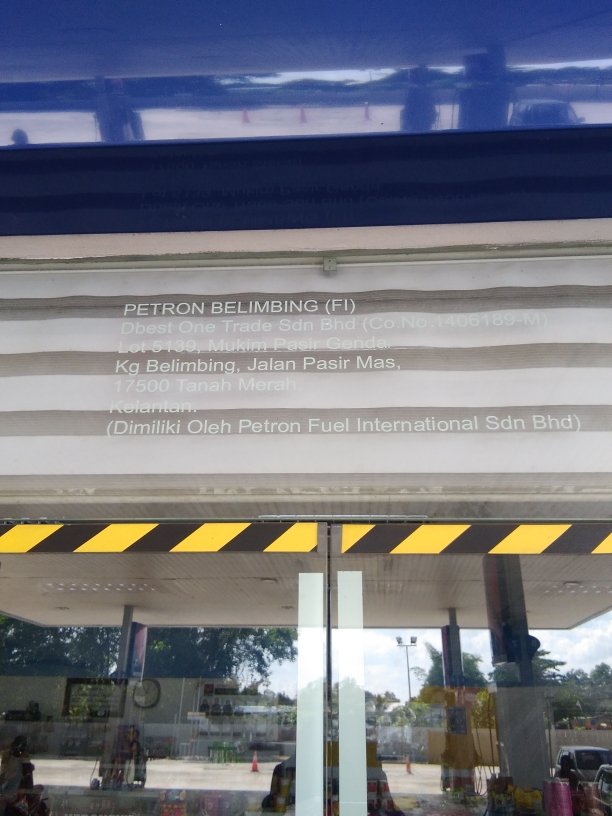 PETRON BELIMBING (FI)
Dbest One Trade Sdn Bhd (Co.No:1406189-M)
Lot 5139, Mukim Pasir Genda,
Kg Belimbing, Jalan Pasir Mas,
17500 Tanah Merah,
Kelantan.
(Dimiliki Oleh Petron Fuel International Sdn Bhd)